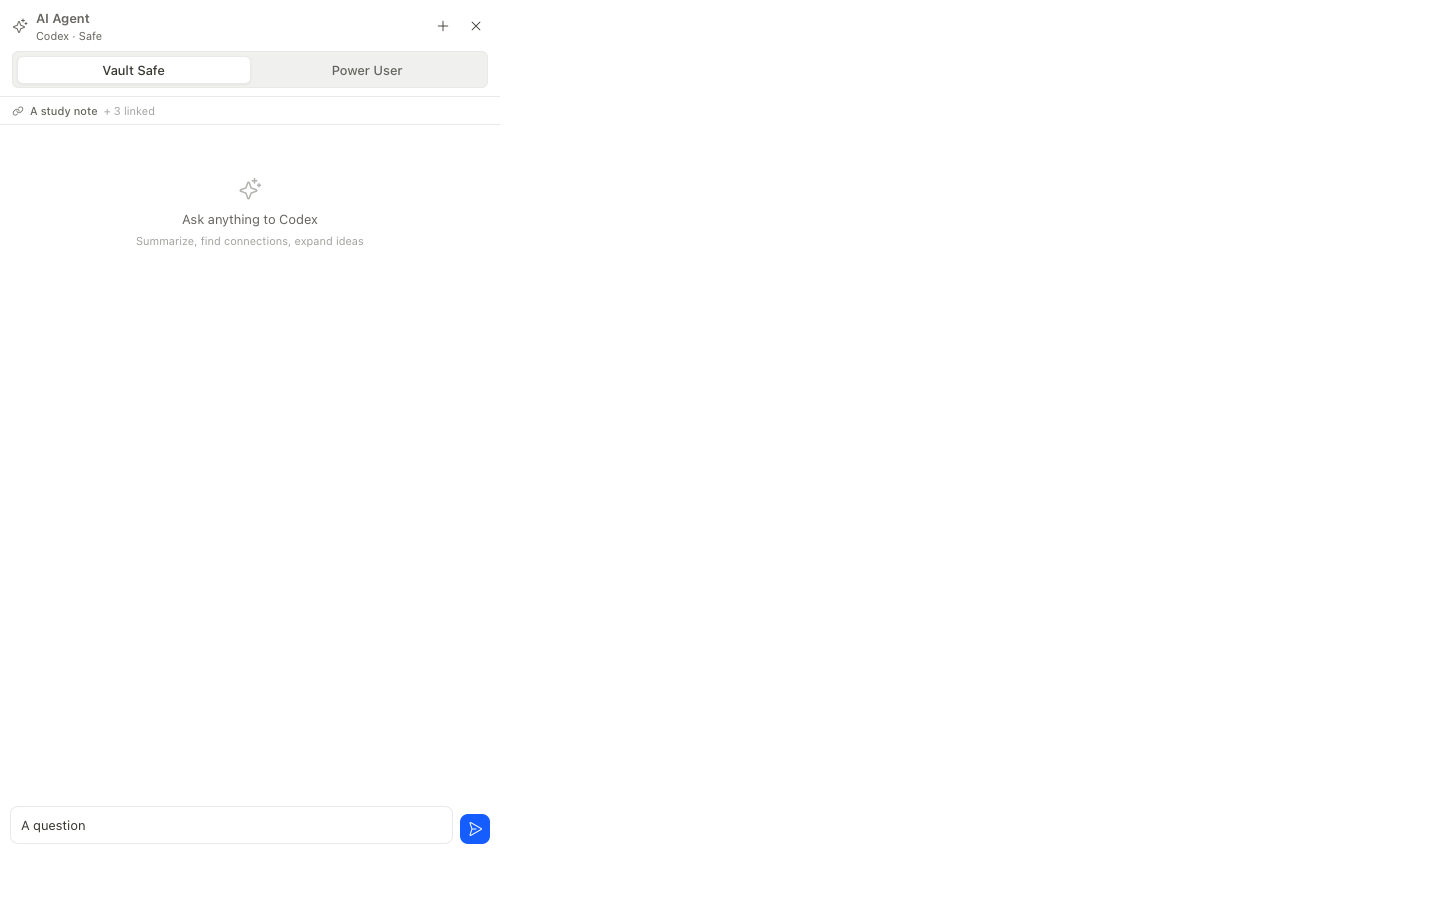 AI Agent
Codex · Safe
Vault Safe
Power User
A study note + 3 linked
Ask anything to Codex
Summarize, find connections, expand ideas
A question